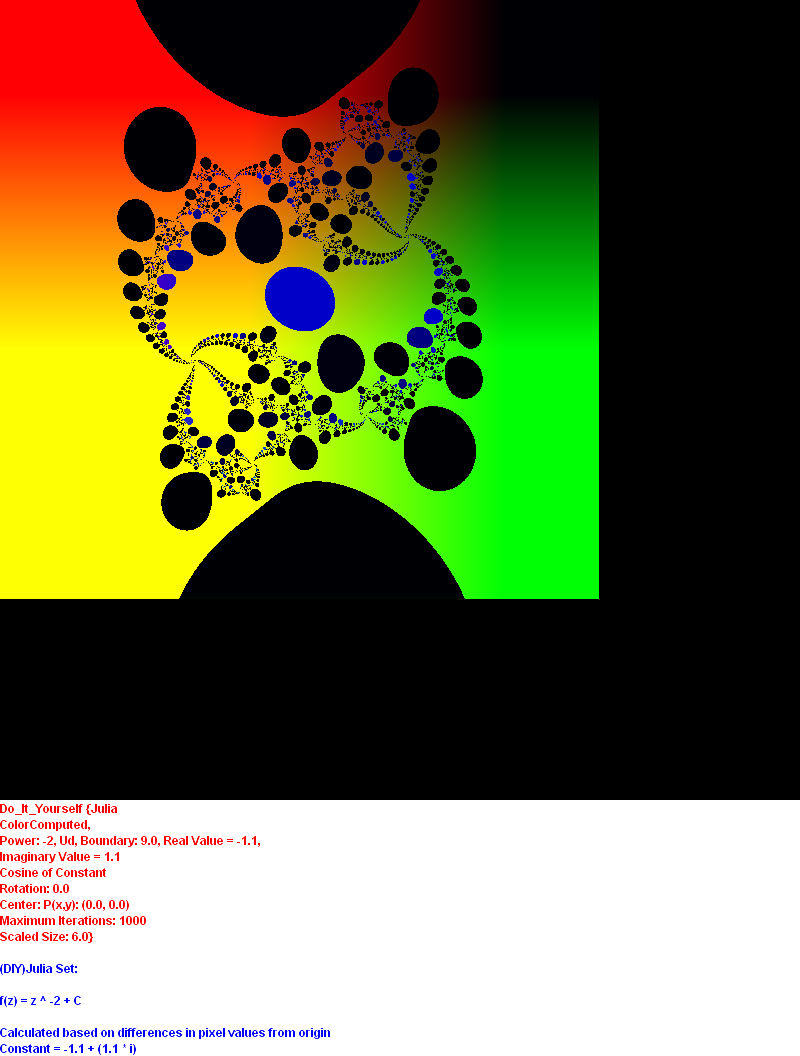 Do_It_Yourself {Julia
ColorComputed,
Power: -2, Ud, Boundary: 9.0, Real Value = -1.1,
Imaginary Value = 1.1
Cosine of Constant
Rotation: 0.0
Center: P(x,y): (0.0, 0.0)
Maximum Iterations: 1000
Scaled Size: 6.0}
(DIY)Julia Set:
f(z) = z ^ -2 + C
Calculated based on differences in pixel values from origin
Constant = -1.1 + (1.1 * i)